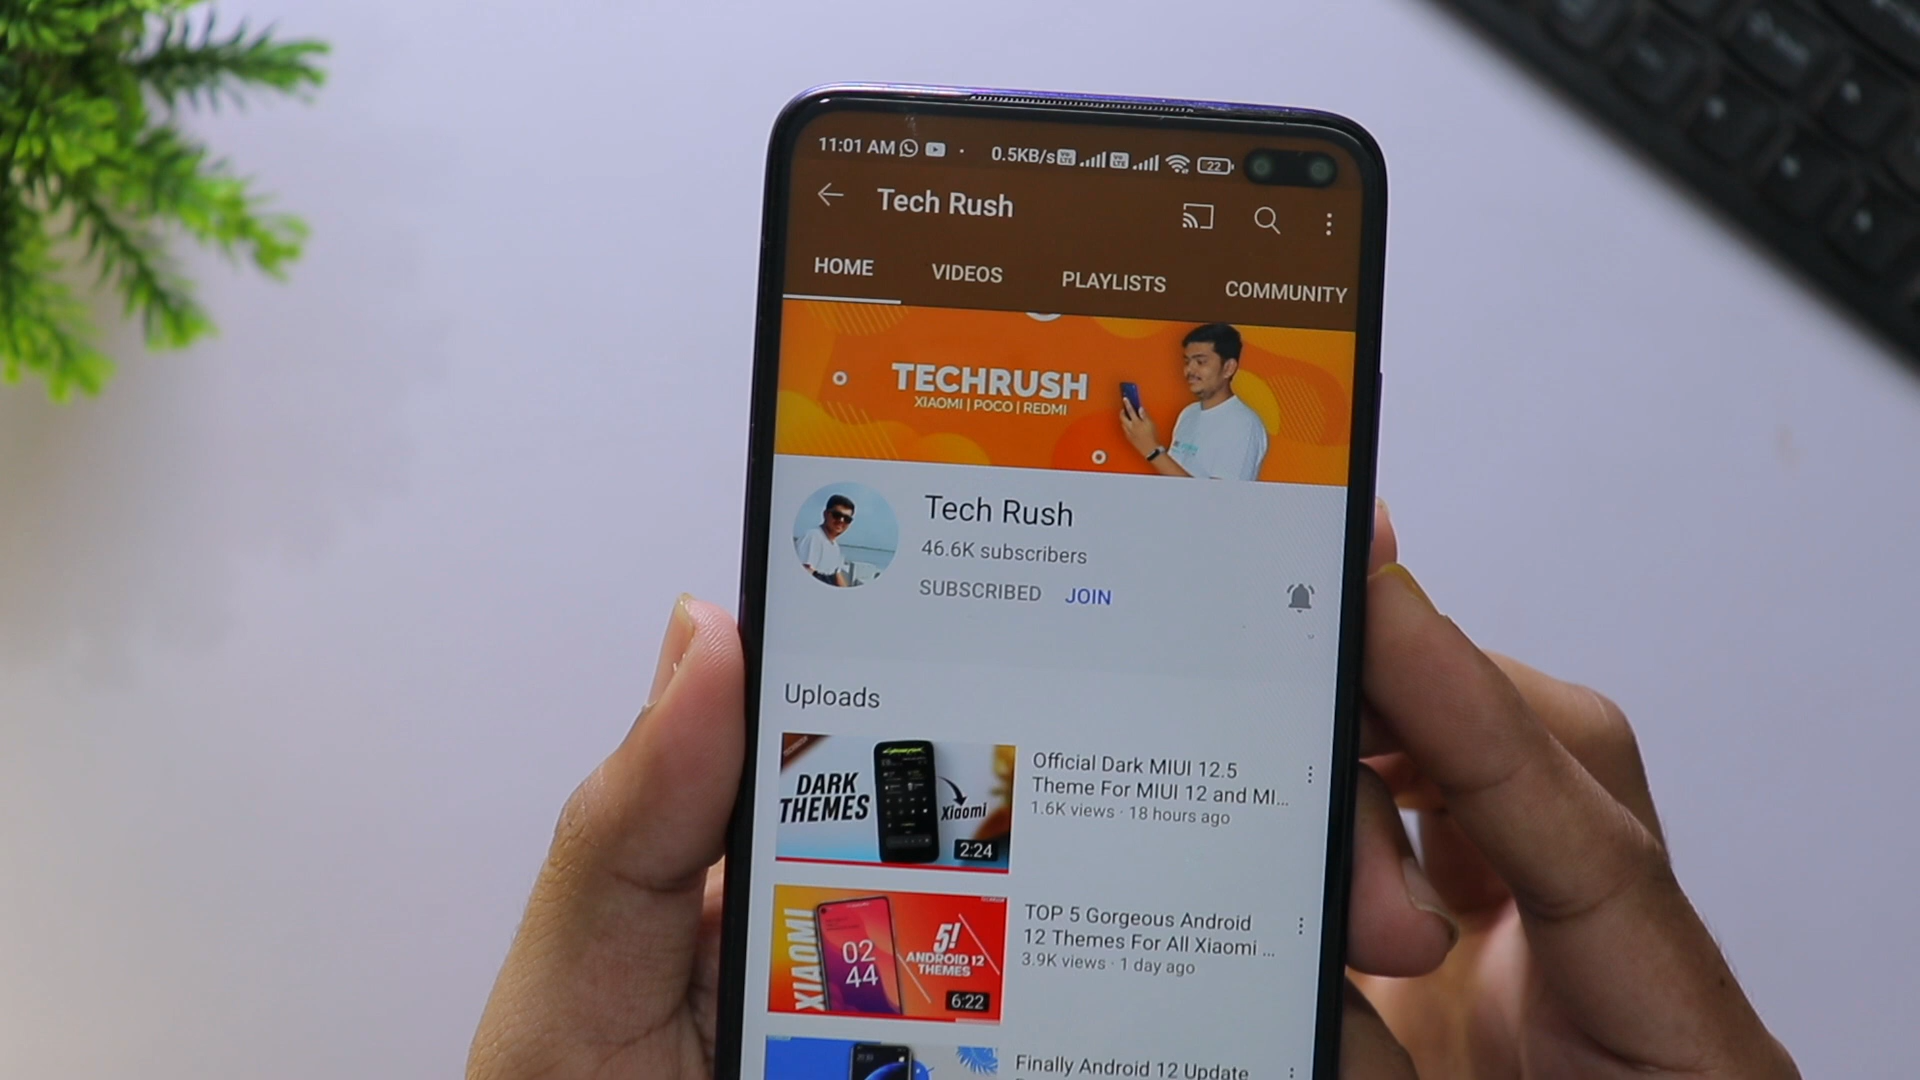 11:01 AM
0.5KB/s
22
Tech Rush
HOME VIDEOS PLAYLISTS COMMUNITY
TECHRUSH
XIAOMI | POCO | REDMI
Tech Rush
46.6K subscribers
SUBSCRIBED JOIN
Uploads
DARK
THEMES
Xiaomi
2:24
Official Dark MIUI 12.5
Theme For MIUI 12 and MI...
1.6K views · 18 hours ago
XIAOMI
02
44
5!
ANDROID 12
THEMES
6:22
TOP 5 Gorgeous Android
12 Themes For All Xiaomi ...
3.9K views · 1 day ago
Finally Android 12 Update